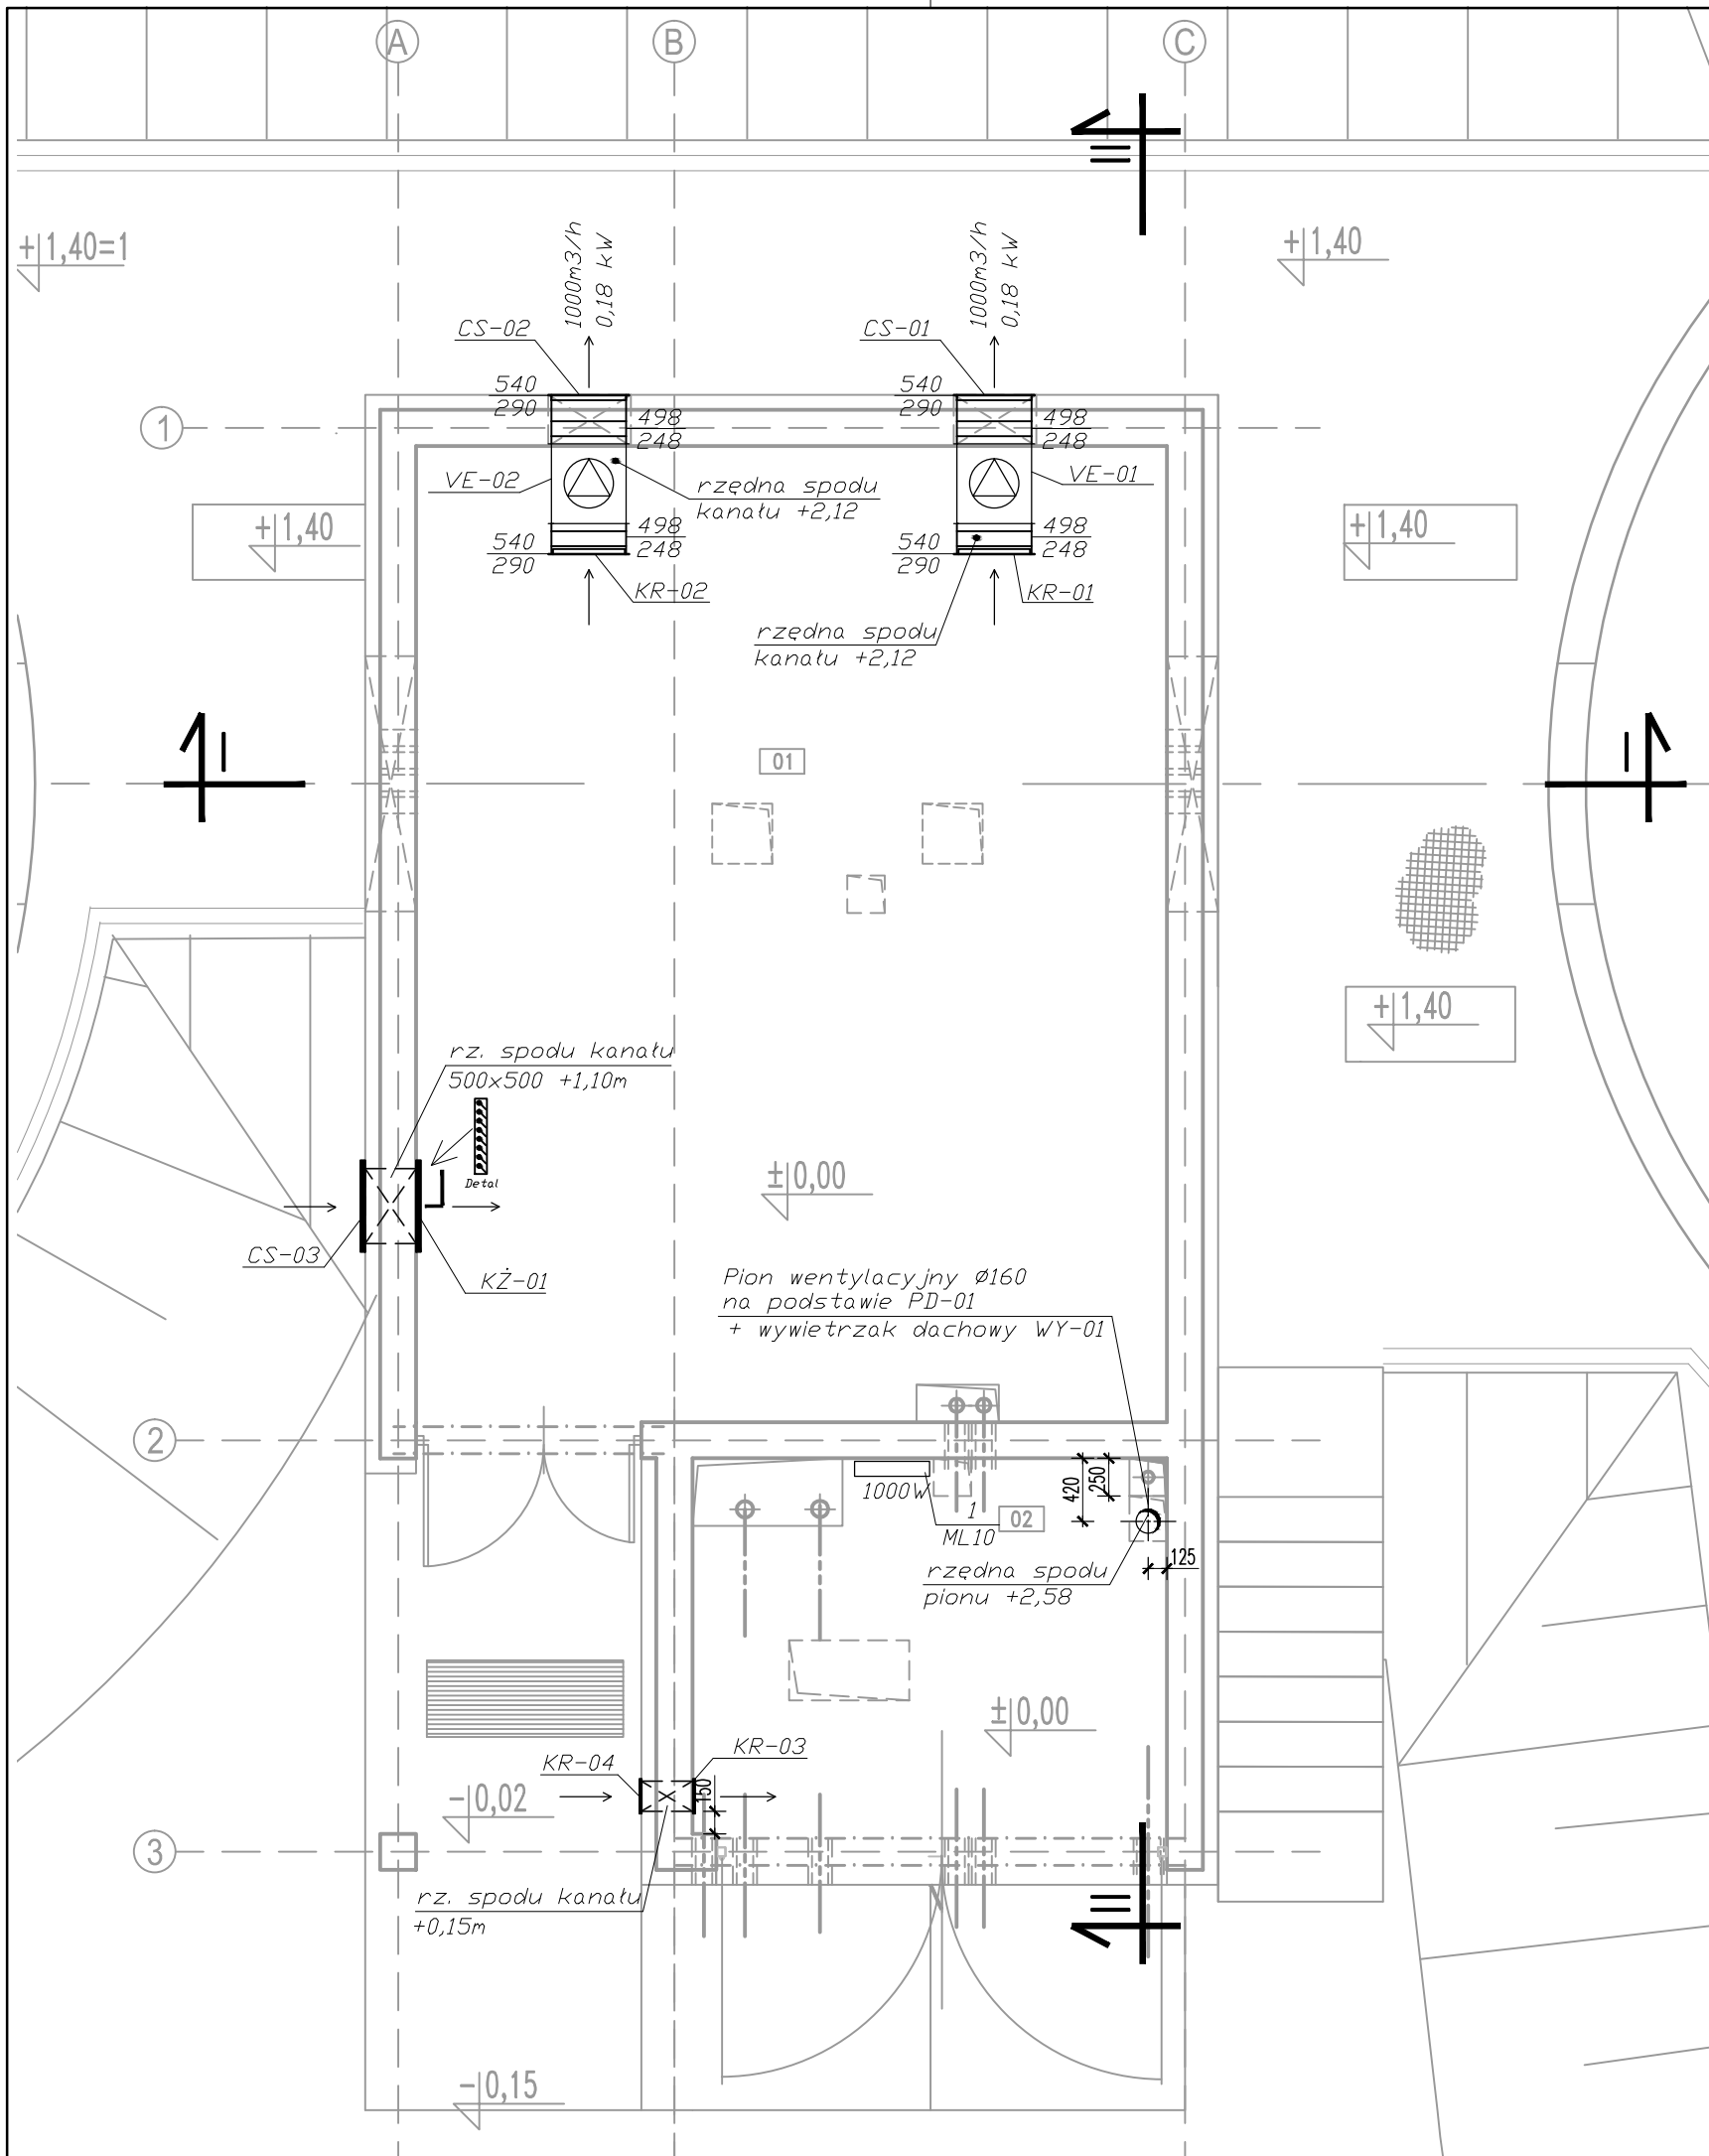 A
B
C
II
+1,40=1
+1,40
1000m3/h
0,18 kW
1000m3/h
0,18 kW
CS-02
CS-01
540
290
498
248
540
290
498
248
1
VE-02
rzędna spodu
kanału +2,12
VE-01
+1,40
+1,40
540
290
498
248
540
290
498
248
KR-02
KR-01
rzędna spodu
kanału +2,12
I
01
I
+1,40
rz. spodu kanału
500x500 +1,10m
Detal
±0,00
CS-03
KŻ-01
Pion wentylacyjny Ø160
na podstawie PD-01
+ wywietrzak dachowy WY-01
2
1000W
1
ML10
02
420
250
125
rzędna spodu
pionu +2,58
±0,00
KR-04
KR-03
150
-0,02
3
rz. spodu kanału
+0,15m
II
-0,15